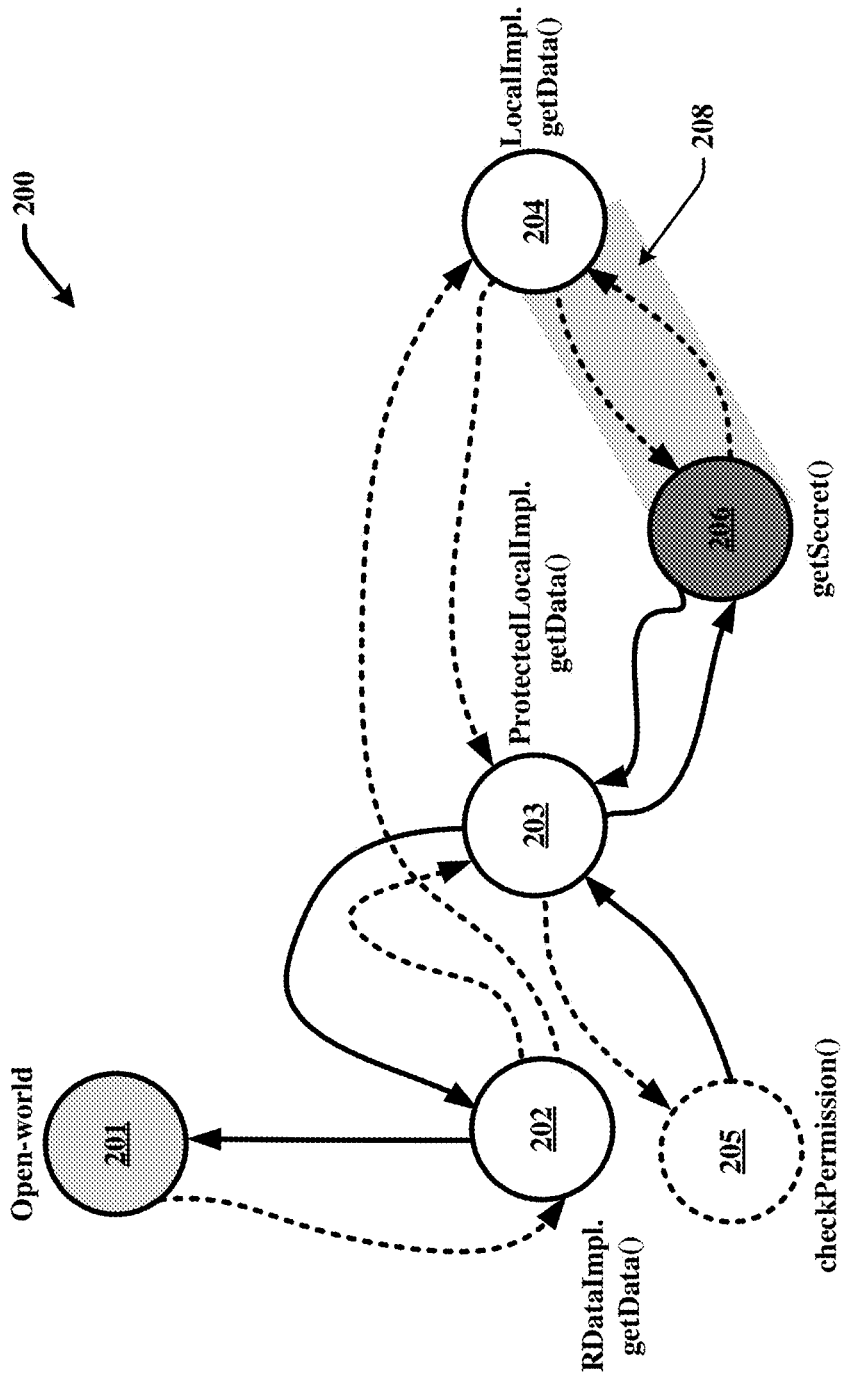 200
Open-world
201
RDataImpl.
getData()
202
ProtectedLocalImpl.
getData()
203
LocalImpl.
getData()
204
checkPermission()
205
getSecret()
206
208